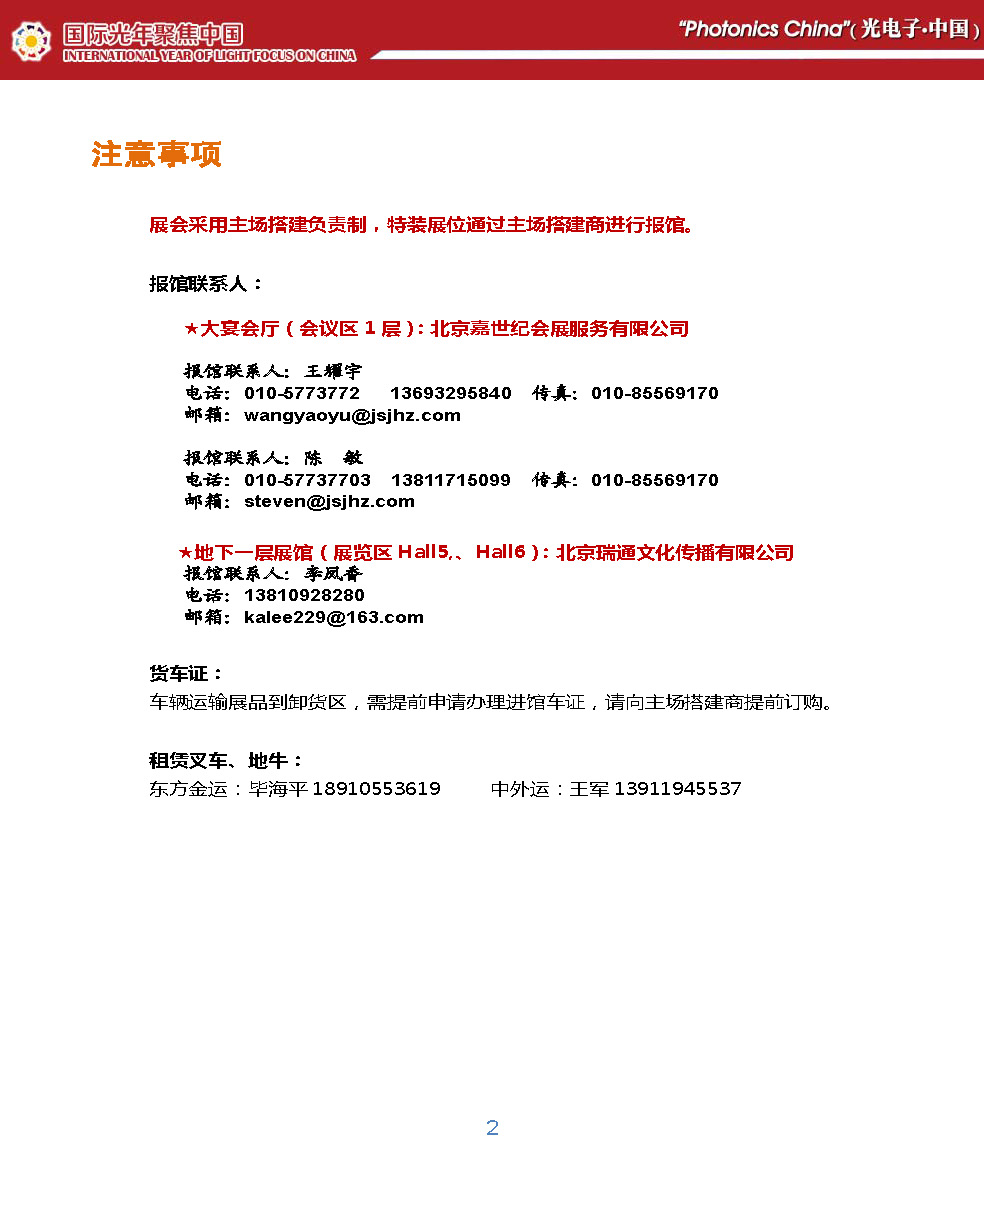 国际光年聚焦中国
INTERNATIONAL YEAR OF LIGHT FOCUS ON CHINA
"Photonics China"(光电子·中国)
注意事项
展会采用主场搭建负责制，特装展位通过主场搭建商进行报馆。
报馆联系人：
★大宴会厅（会议区 1 层）：北京嘉世纪会展服务有限公司
报馆联系人：王耀宇
电话：010-5773772 13693295840 传真：010-85569170
邮箱：wangyaoyu@jsjhz.com
报馆联系人：陈 敏
电话：010-57737703 13811715099 传真：010-85569170
邮箱：steven@jsjhz.com
★地下一层展馆（展览区 Hall5,、Hall6）：北京瑞通文化传播有限公司
报馆联系人：李凤香
电话：13810928280
邮箱：kalee229@163.com
货车证：
车辆运输展品到卸货区，需提前申请办理进馆车证，请向主场搭建商提前订购。
租赁叉车、地牛：
东方金运：毕海平 18910553619 中外运：王军 13911945537
2